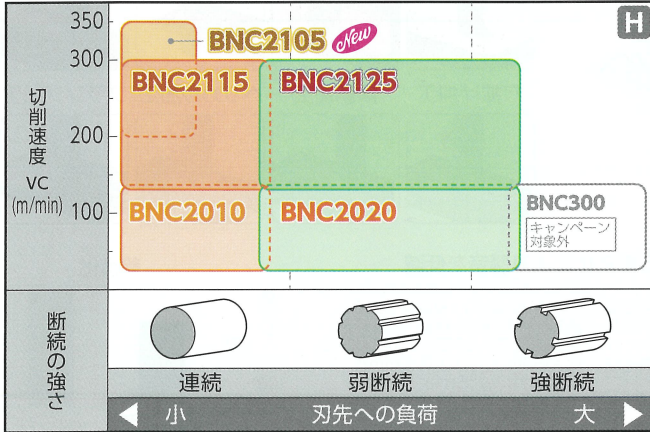 H
350
300
200
100
切削速度
VC
(m/min)
BNC2105 New
BNC2115
BNC2125
BNC2010
BNC2020
BNC300
キャンペーン
対象外
断続の強さ
連続
弱断続
強断続
小
刃先への負荷
大